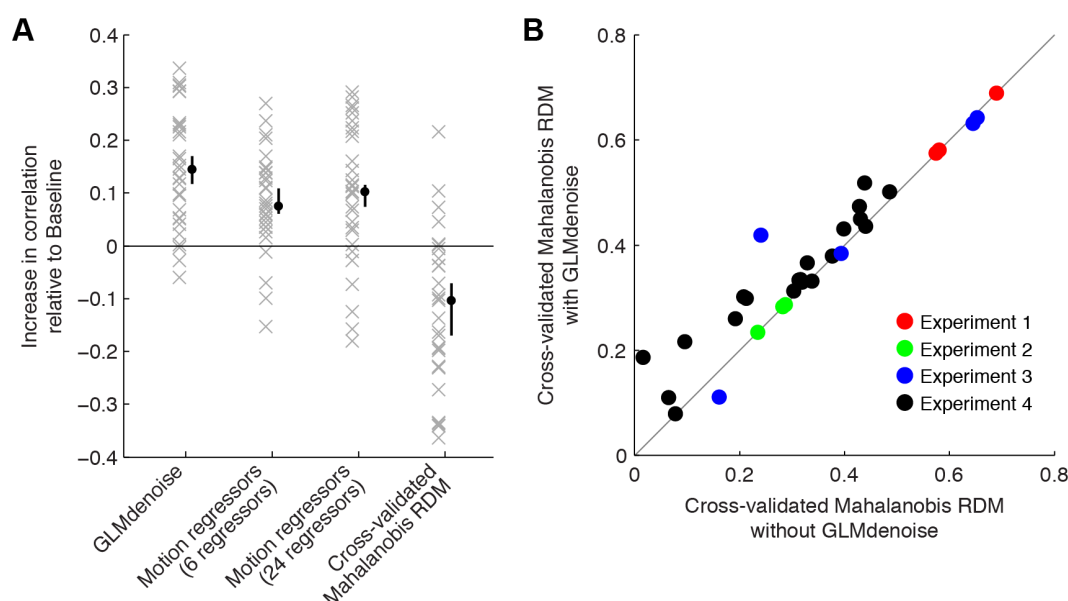 A
Increase in correlation
relative to Baseline
0.4
0.3
0.2
0.1
0
−0.1
−0.2
−0.3
−0.4
GLMdenoise
Motion regressors
(6 regressors)
Motion regressors
(24 regressors)
Cross-validated
Mahalanobis RDM
B
Cross-validated Mahalanobis RDM
with GLMdenoise
0.8
0.6
0.4
0.2
0
0
0.2
0.4
0.6
0.8
Experiment 1
Experiment 2
Experiment 3
Experiment 4
Cross-validated Mahalanobis RDM
without GLMdenoise